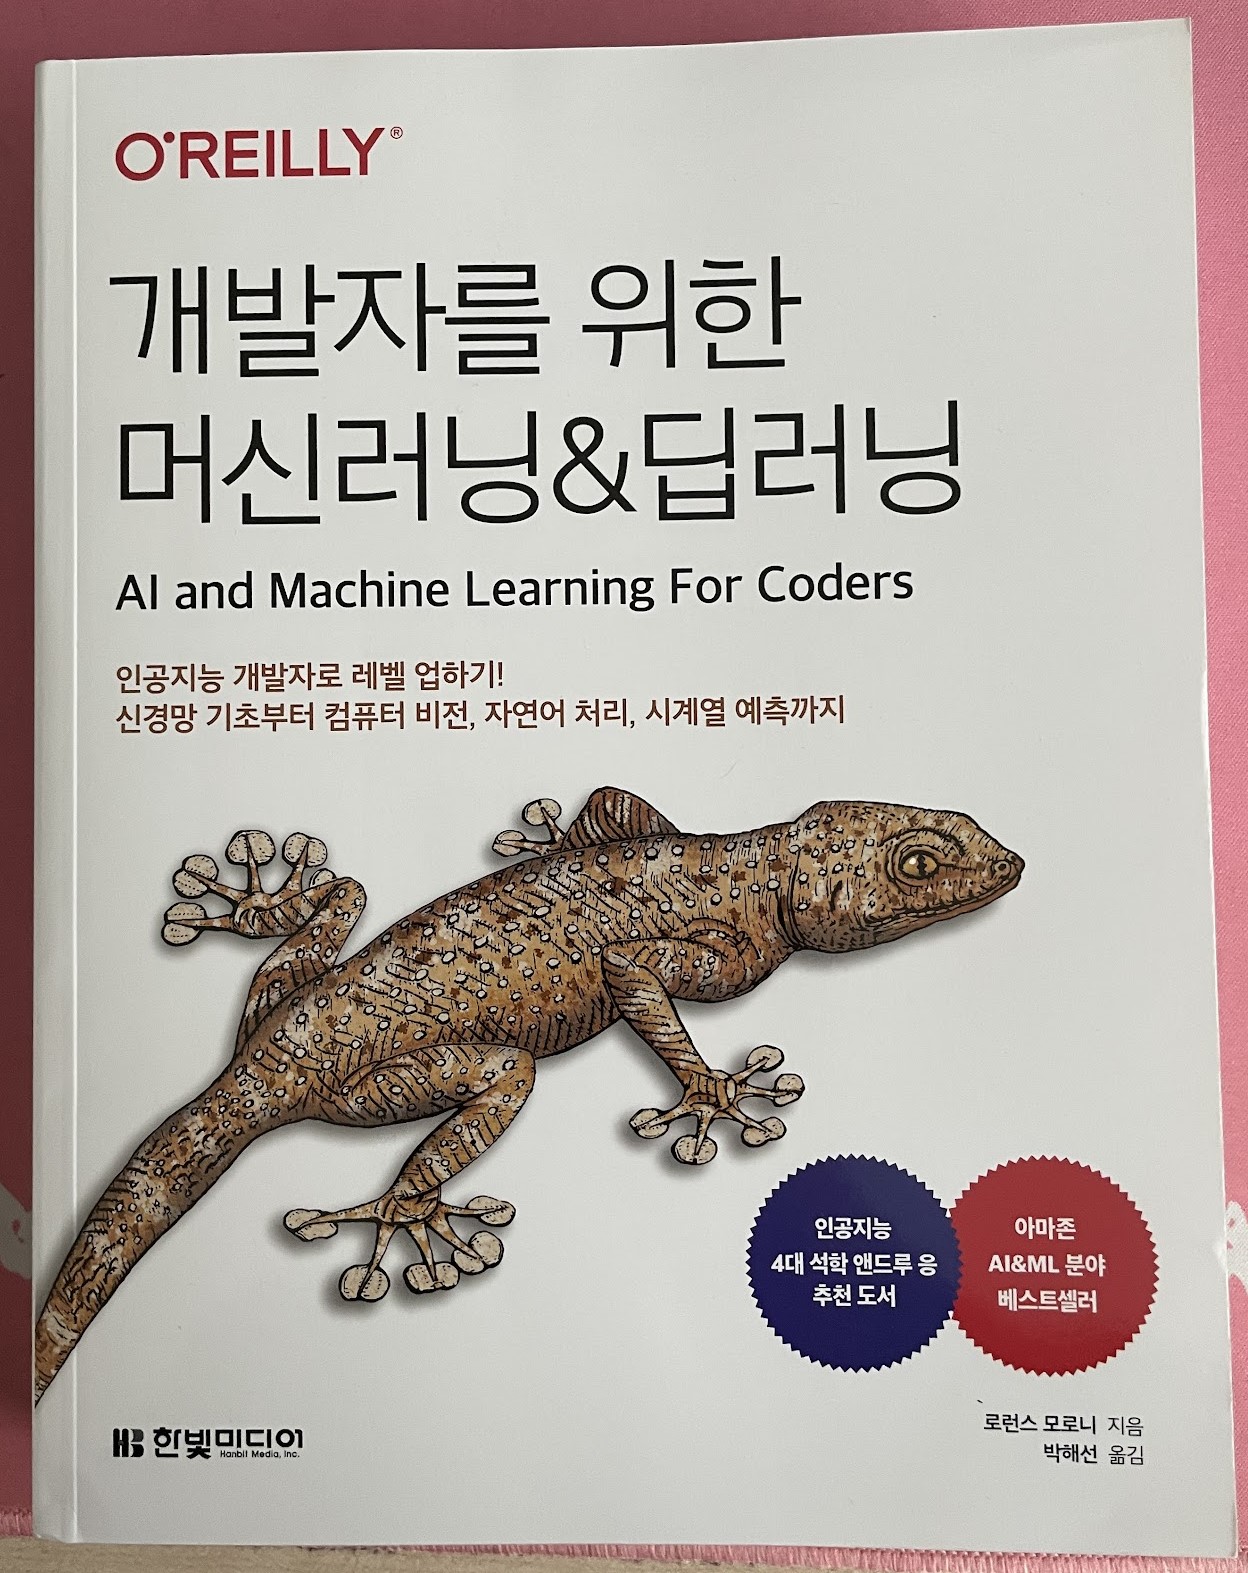 O'REILLY®
개발자를 위한
머신러닝&딥러닝
AI and Machine Learning For Coders
인공지능 개발자로 레벨 업하기!
신경망 기초부터 컴퓨터 비전, 자연어 처리, 시계열 예측까지
인공지능
4대 석학 앤드루 응
추천 도서
아마존
AI&ML 분야
베스트셀러
로런스 모로니 지음
박해선 옮김
HB 한빛미디어
Hanbit Media, Inc.